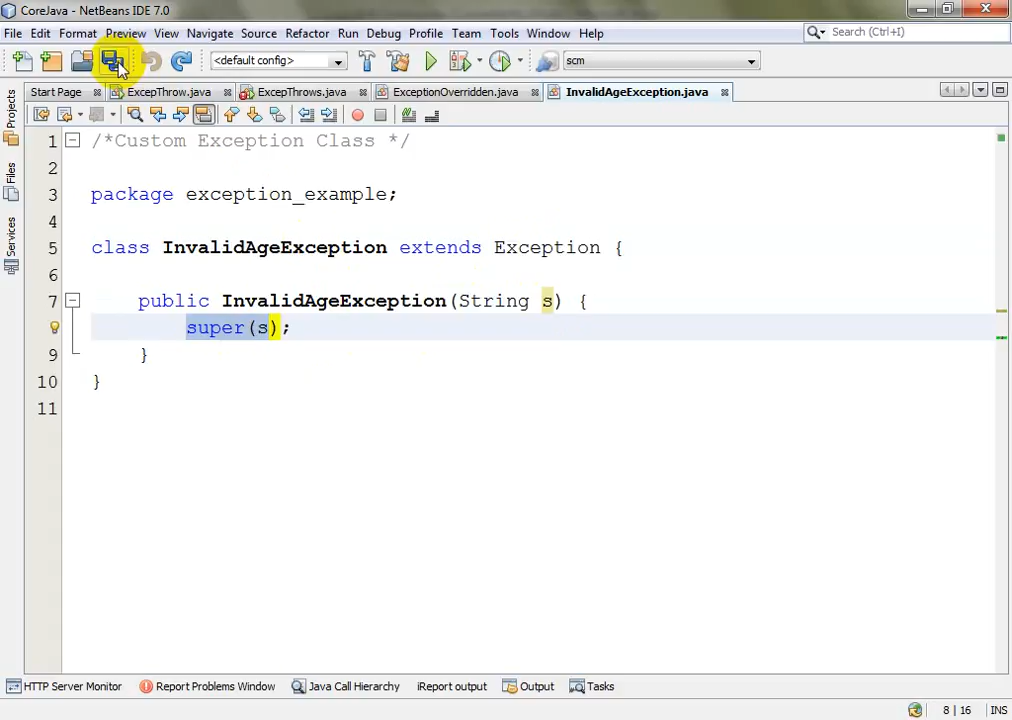 CoreJava - NetBeans IDE 7.0
File Edit Format Preview View Navigate Source Refactor Run Debug Profile Team Tools Window Help
Search (Ctrl+I)
<default config>
scm
Start Page ExcepThrow.java ExcepThrows.java ExceptionOverridden.java InvalidAgeException.java
Projects
Files
Services
1 /*Custom Exception Class */
2
3 package exception_example;
4
5 class InvalidAgeException extends Exception {
6
7 public InvalidAgeException(String s) {
super(s);
9 }
10 }
11
HTTP Server Monitor Report Problems Window Java Call Hierarchy iReport output Output Tasks
8 | 16 INS